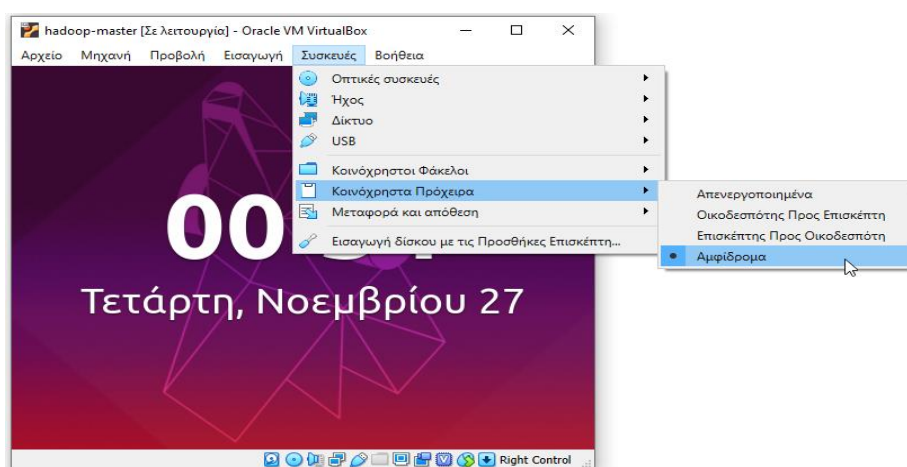 hadoop-master [Σε λειτουργία] - Oracle VM VirtualBox
Αρχείο Μηχανή Προβολή Εισαγωγή Συσκευές Βοήθεια
Οπτικές συσκευές
Ήχος
Δίκτυο
USB
Κοινόχρηστοι Φάκελοι
Κοινόχρηστα Πρόχειρα
Μεταφορά και απόθεση
Εισαγωγή δίσκου με τις Προσθήκες Επισκέπτη...
Απενεργοποιημένα
Οικοδεσπότης Προς Επισκέπτη
Επισκέπτης Προς Οικοδεσπότη
Αμφίδρομα
00
Τετάρτη, Νοεμβρίου 27
Right Control